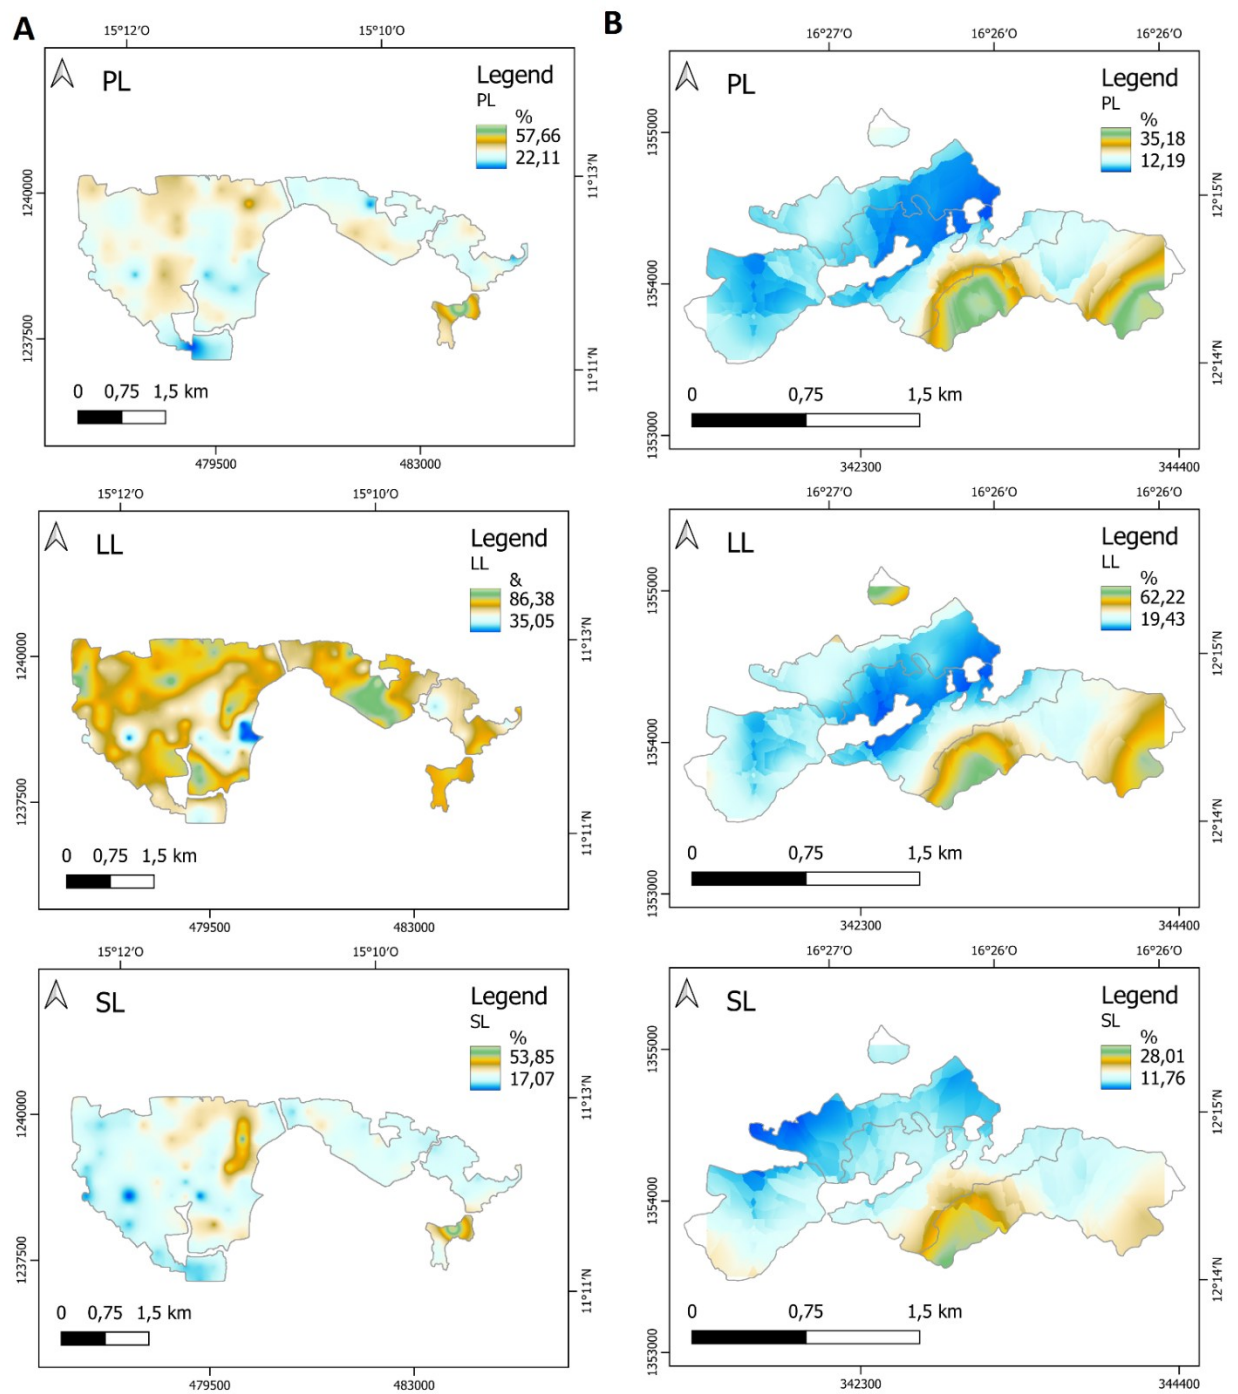 A
15°12′O 15°10′O
PL
Legend
PL
%
57,66
22,11
1240000
1237500
11°13′N
11°11′N
0 0,75 1,5 km
479500 483000
15°12′O 15°10′O
LL
Legend
LL
&
86,38
35,05
1240000
1237500
11°13′N
11°11′N
0 0,75 1,5 km
479500 483000
15°12′O 15°10′O
SL
Legend
SL
%
53,85
17,07
1240000
1237500
11°13′N
11°11′N
0 0,75 1,5 km
479500 483000
B
16°27′O 16°26′O 16°26′O
PL
Legend
PL
%
35,18
12,19
1355000
1354000
1353000
12°15′N
12°14′N
0 0,75 1,5 km
342300 344400
16°27′O 16°26′O 16°26′O
LL
Legend
LL
%
62,22
19,43
1355000
1354000
1353000
12°15′N
12°14′N
0 0,75 1,5 km
342300 344400
16°27′O 16°26′O 16°26′O
SL
Legend
SL
%
28,01
11,76
1355000
1354000
1353000
12°15′N
12°14′N
0 0,75 1,5 km
342300 344400